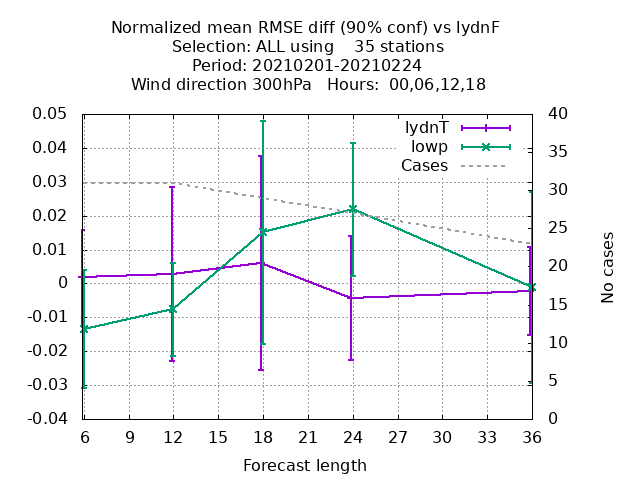 Normalized mean RMSE diff (90% conf) vs lydnF
Selection: ALL using    35 stations
Period: 20210201-20210224
Wind direction 300hPa   Hours:  00,06,12,18
0.05
0.04
0.03
0.02
0.01
0
-0.01
-0.02
-0.03
-0.04
40
35
30
25
20
15
10
5
0
lydnT
lowp
Cases
No cases
6 9 12 15 18 21 24 27 30 33 36
Forecast length